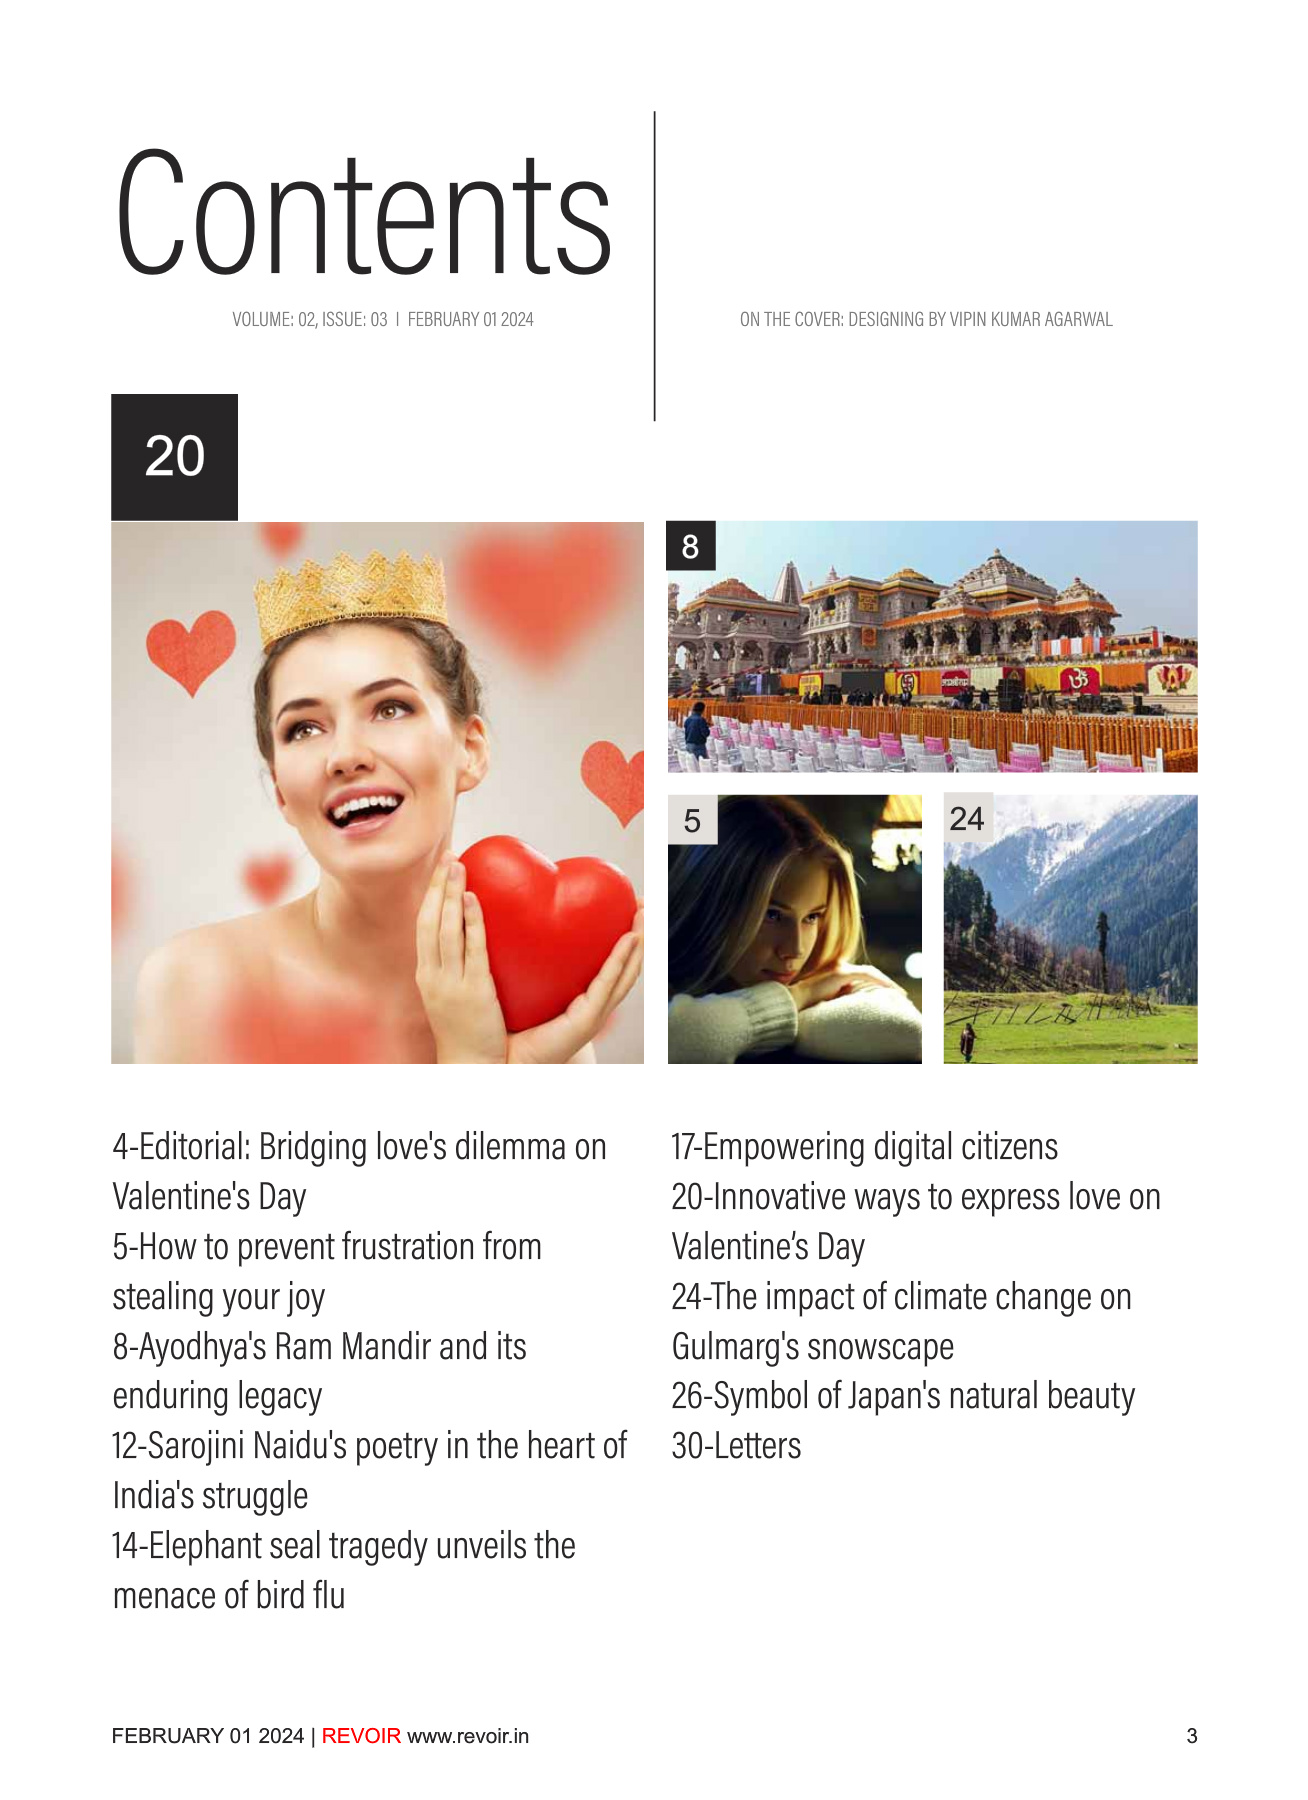 Contents
VOLUME: 02, ISSUE: 03 | FEBRUARY 01 2024
ON THE COVER: DESIGNING BY VIPIN KUMAR AGARWAL
20
8
5
24
4-Editorial: Bridging love's dilemma on
Valentine's Day
5-How to prevent frustration from
stealing your joy
8-Ayodhya's Ram Mandir and its
enduring legacy
12-Sarojini Naidu's poetry in the heart of
India's struggle
14-Elephant seal tragedy unveils the
menace of bird flu
17-Empowering digital citizens
20-Innovative ways to express love on
Valentine’s Day
24-The impact of climate change on
Gulmarg's snowscape
26-Symbol of Japan's natural beauty
30-Letters
FEBRUARY 01 2024 | REVOIR www.revoir.in
3